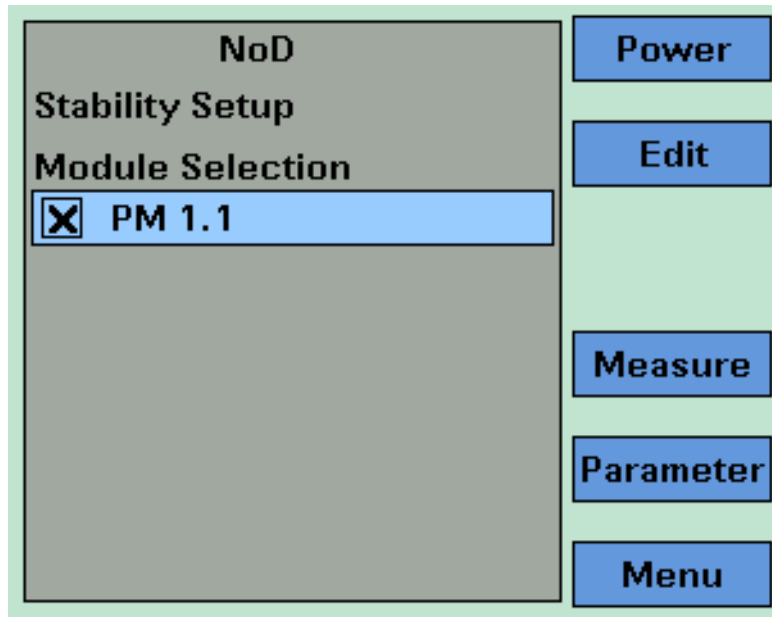 NoD
Stability Setup
Module Selection
PM 1.1
Power
Edit
Measure
Parameter
Menu